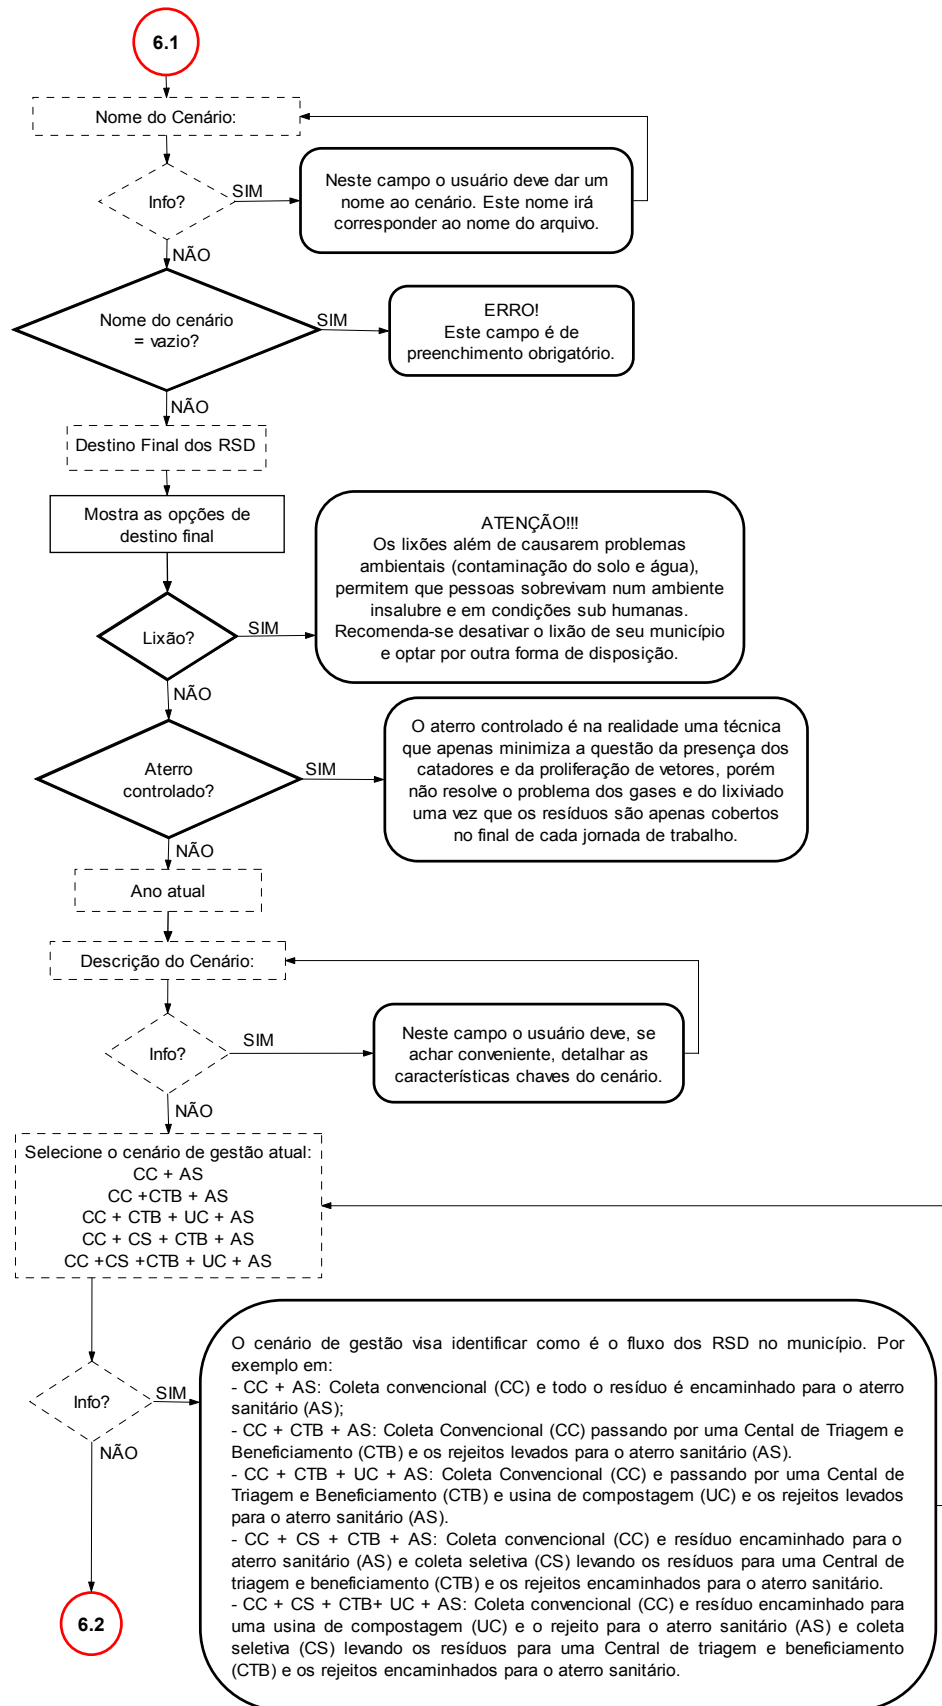 6.1
Nome do Cenário:
Info?
SIM
Neste campo o usuário deve dar um
nome ao cenário. Este nome irá
corresponder ao nome do arquivo.
NÃO
Nome do cenário
= vazio?
SIM
ERRO!
Este campo é de
preenchimento obrigatório.
NÃO
Destino Final dos RSD
Mostra as opções de
destino final
ATENÇÃO!!!
Os lixões além de causarem problemas
ambientais (contaminação do solo e água),
permitem que pessoas sobrevivam num ambiente
insalubre e em condições sub humanas.
Recomenda-se desativar o lixão de seu município
e optar por outra forma de disposição.
Lixão?
SIM
NÃO
Aterro
controlado?
SIM
O aterro controlado é na realidade uma técnica
que apenas minimiza a questão da presença dos
catadores e da proliferação de vetores, porém
não resolve o problema dos gases e do lixiviado
uma vez que os resíduos são apenas cobertos
no final de cada jornada de trabalho.
NÃO
Ano atual
Descrição do Cenário:
Info?
SIM
Neste campo o usuário deve, se
achar conveniente, detalhar as
características chaves do cenário.
NÃO
Selecione o cenário de gestão atual:
CC + AS
CC +CTB + AS
CC + CTB + UC + AS
CC + CS + CTB + AS
CC +CS +CTB + UC + AS
Info?
SIM
NÃO
O cenário de gestão visa identificar como é o fluxo dos RSD no município. Por
exemplo em:
- CC + AS: Coleta convencional (CC) e todo o resíduo é encaminhado para o aterro
sanitário (AS);
- CC + CTB + AS: Coleta Convencional (CC) passando por uma Cental de Triagem e
Beneficiamento (CTB) e os rejeitos levados para o aterro sanitário (AS).
- CC + CTB + UC + AS: Coleta Convencional (CC) e passando por uma Cental de
Triagem e Beneficiamento (CTB) e usina de compostagem (UC) e os rejeitos levados
para o aterro sanitário (AS).
- CC + CS + CTB + AS: Coleta convencional (CC) e resíduo encaminhado para o
aterro sanitário (AS) e coleta seletiva (CS) levando os resíduos para uma Central de
triagem e beneficiamento (CTB) e os rejeitos encaminhados para o aterro sanitário.
- CC + CS + CTB+ UC + AS: Coleta convencional (CC) e resíduo encaminhado para
uma usina de compostagem (UC) e o rejeito para o aterro sanitário (AS) e coleta
seletiva (CS) levando os resíduos para uma Central de triagem e beneficiamento
(CTB) e os rejeitos encaminhados para o aterro sanitário.
6.2